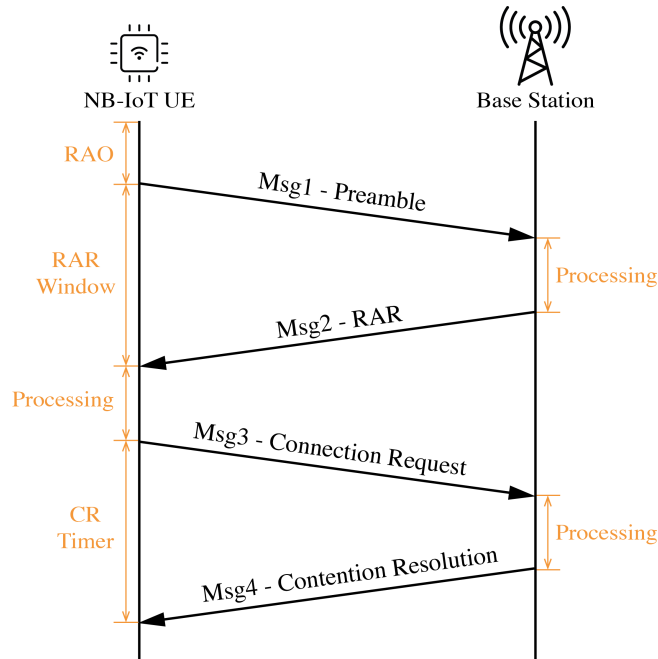 NB-IoT UE
Base Station
RAO
Msg1 - Preamble
RAR
Window
Processing
Msg2 - RAR
Processing
Msg3 - Connection Request
CR
Timer
Processing
Msg4 - Contention Resolution